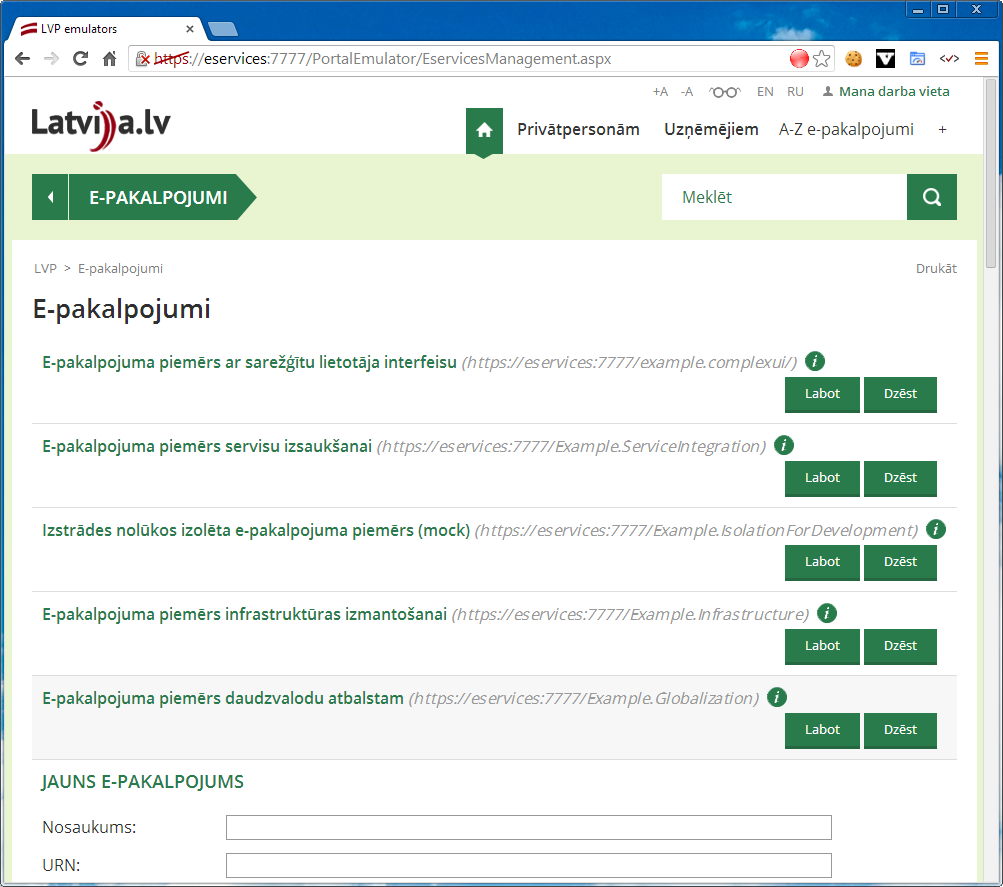 LVP emulators
https://eservices:7777/PortalEmulator/EservicesManagement.aspx
+A -A EN RU Mana darba vieta
Latvija.lv
Privātpersonām Uzņēmējiem A-Z e-pakalpojumi +
E-PAKALPOJUMI
Meklēt
LVP > E-pakalpojumi
Drukāt
E-pakalpojumi
E-pakalpojuma piemērs ar sarežģītu lietotāja interfeisu (https://eservices:7777/example.complexui/) i
Labot Dzēst
E-pakalpojuma piemērs servisu izsaukšanai (https://eservices:7777/Example.ServiceIntegration) i
Labot Dzēst
Izstrādes nolūkos izolēta e-pakalpojuma piemērs (mock) (https://eservices:7777/Example.IsolationForDevelopment) i
Labot Dzēst
E-pakalpojuma piemērs infrastruktūras izmantošanai (https://eservices:7777/Example.Infrastructure) i
Labot Dzēst
E-pakalpojuma piemērs daudzvalodu atbalstam (https://eservices:7777/Example.Globalization) i
Labot Dzēst
JAUNS E-PAKALPOJUMS
Nosaukums:
URN: